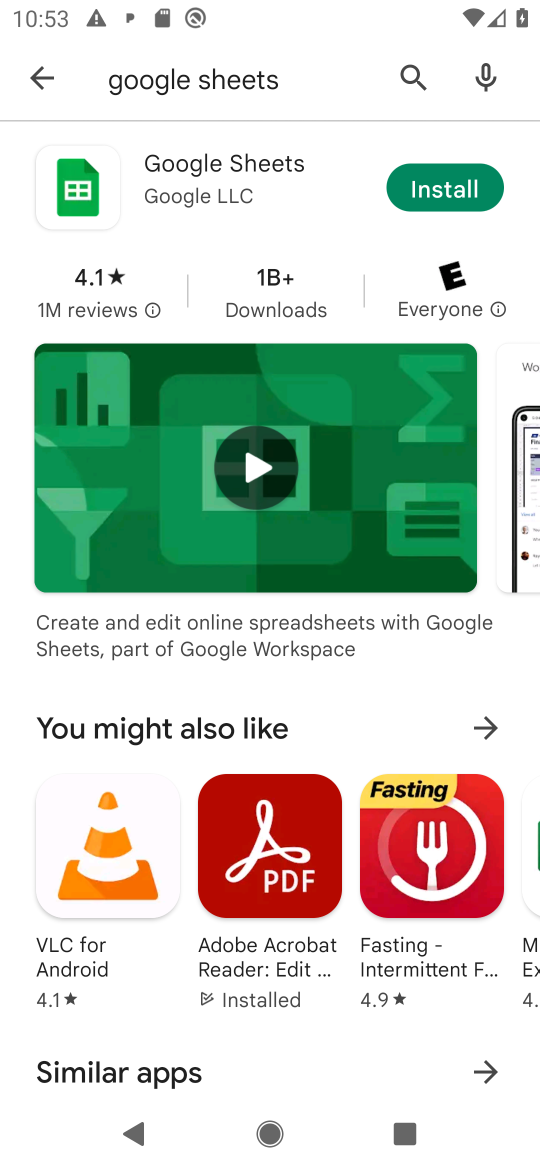 10:53
google sheets
Google Sheets
Google LLC
Install
4.1★
1M reviews
1B+
Downloads
E
Everyone
Wo
Create and edit online spreadsheets with Google
Sheets, part of Google Workspace
You might also like
Fasting
PDF
VLC for
Android
4.1★
Adobe Acrobat
Reader: Edit ...
Installed
Fasting -
Intermittent F...
4.9★
M
Ex
4.
Similar apps